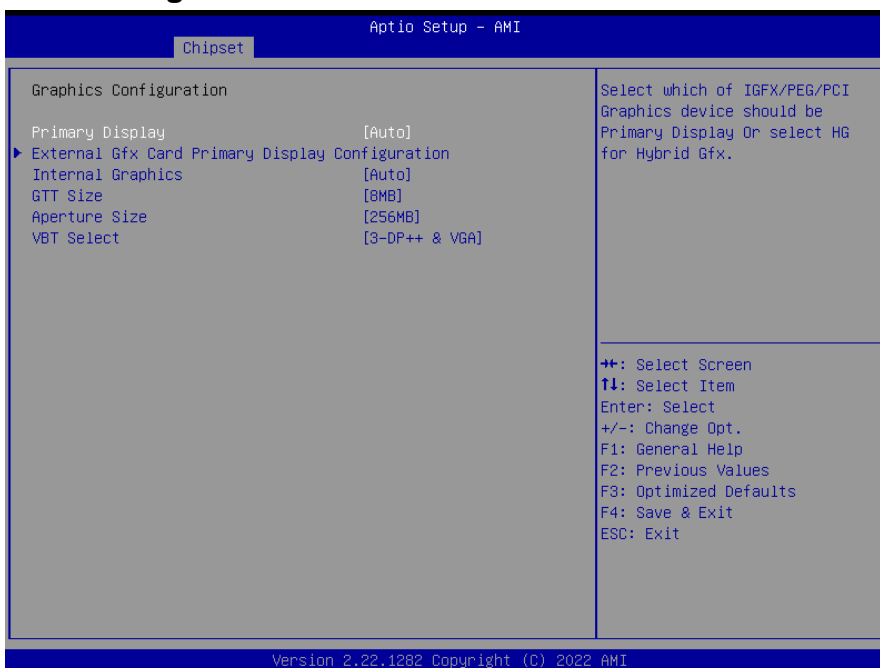 Aptio Setup - AMI
Chipset
Graphics Configuration
Primary Display [Auto]
External Gfx Card Primary Display Configuration
Internal Graphics [Auto]
GTT Size [8MB]
Aperture Size [256MB]
VBT Select [3-DP++ & VGA]
Select which of IGFX/PEG/PCI
Graphics device should be
Primary Display Or select HG
for Hybrid Gfx.
→←: Select Screen
↑↓: Select Item
Enter: Select
+/-: Change Opt.
F1: General Help
F2: Previous Values
F3: Optimized Defaults
F4: Save & Exit
ESC: Exit
Version 2.22.1282 Copyright (C) 2022 AMI